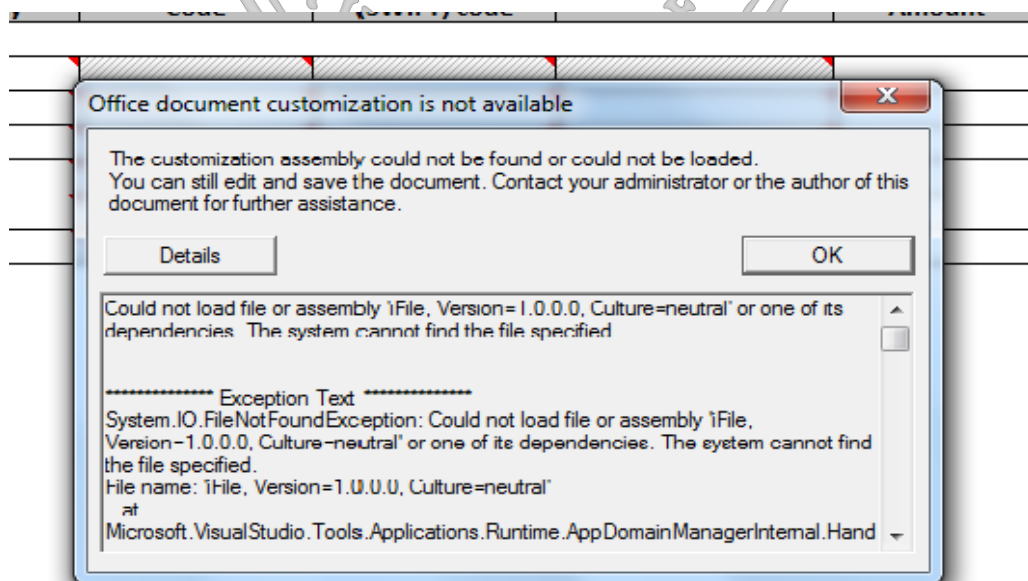 Code (SWIFT) code Amount
Office document customization is not available
The customization assembly could not be found or could not be loaded.
You can still edit and save the document. Contact your administrator or the author of this
document for further assistance.
Details OK
Could not load file or assembly 'iFile, Version=1.0.0.0, Culture=neutral' or one of its
dependencies. The system cannot find the file specified
************** Exception Text **************
System.IO.FileNotFoundException: Could not load file or assembly 'iFile,
Version=1.0.0.0, Culture=neutral' or one of its dependencies. The system cannot find
the file specified.
File name: 'iFile, Version=1.0.0.0, Culture=neutral'
at
Microsoft.VisualStudio.Tools.Applications.Runtime.AppDomainManagerInternal.Hand